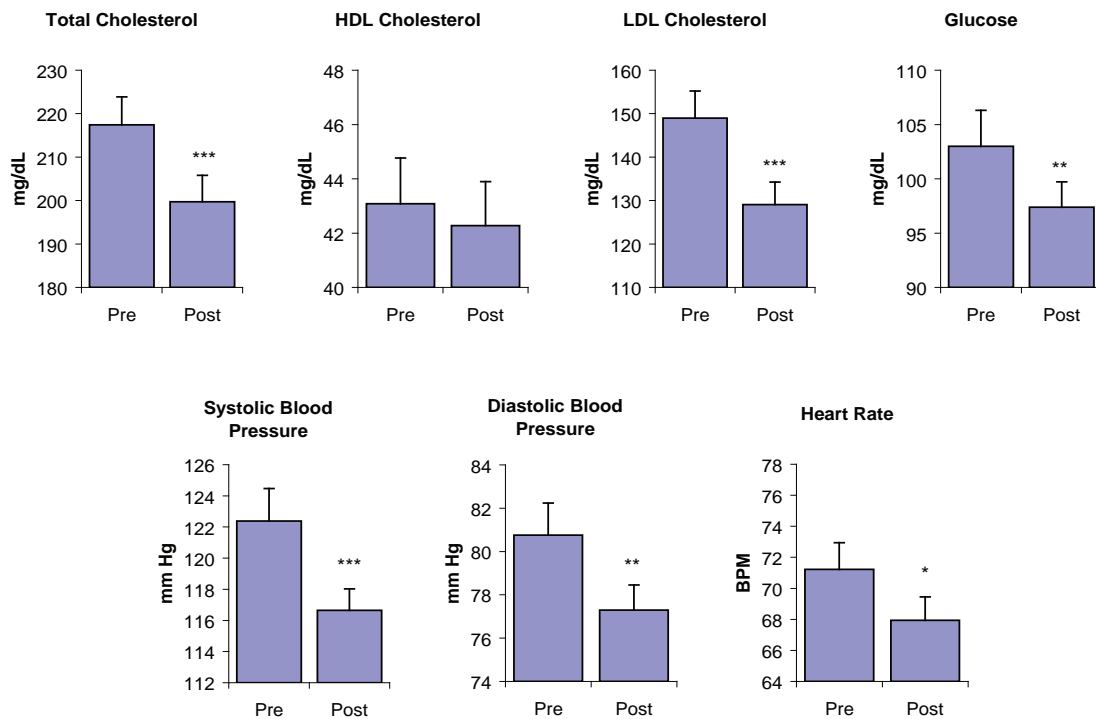 Total Cholesterol
HDL Cholesterol
LDL Cholesterol
Glucose
230
220
210
200
190
180
mg/dL
***
Pre
Post
48
46
44
42
40
mg/dL
Pre
Post
160
150
140
130
120
110
mg/dL
***
Pre
Post
110
105
100
95
90
mg/dL
**
Pre
Post
Systolic Blood
Pressure
Diastolic Blood
Pressure
Heart Rate
126
124
122
120
118
116
114
112
mm Hg
***
Pre
Post
84
82
80
78
76
74
mm Hg
**
Pre
Post
78
76
74
72
70
68
66
64
BPM
*
Pre
Post